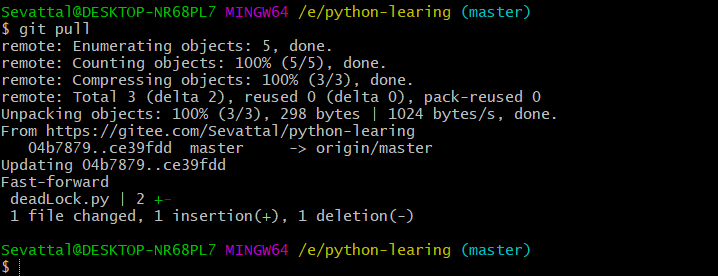 Sevattal@DESKTOP-NR68PL7 MINGW64 /e/python-learing (master)
$ git pull
remote: Enumerating objects: 5, done.
remote: Counting objects: 100% (5/5), done.
remote: Compressing objects: 100% (3/3), done.
remote: Total 3 (delta 2), reused 0 (delta 0), pack-reused 0
Unpacking objects: 100% (3/3), 298 bytes | 1024 bytes/s, done.
From https://gitee.com/Sevattal/python-learing
   04b7879..ce39fdd  master     -> origin/master
Updating 04b7879..ce39fdd
Fast-forward
 deadLock.py | 2 +-
 1 file changed, 1 insertion(+), 1 deletion(-)
Sevattal@DESKTOP-NR68PL7 MINGW64 /e/python-learing (master)
$